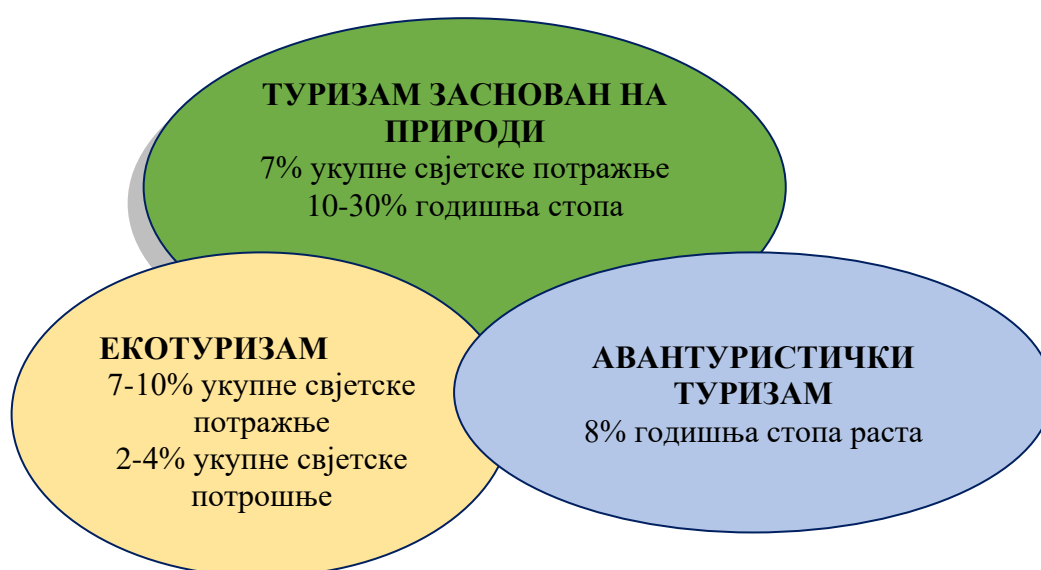 ТУРИЗАМ ЗАСНОВАН НА
ПРИРОДИ
7% укупне свјетске потражње
10-30% годишња стопа
ЕКОТУРИЗАМ
7-10% укупне свјетске
потражње
2-4% укупне свјетске
потрошње
АВАНТУРИСТИЧКИ
ТУРИЗАМ
8% годишња стопа раста